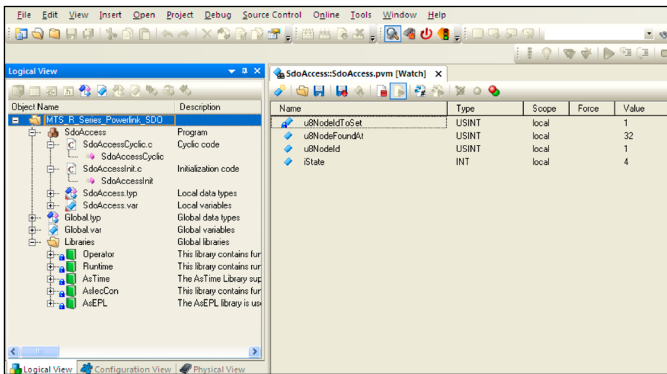 File Edit View Insert Open Project Debug Source Control Online Tools Window Help
Logical View
SdoAccess::SdoAccess.pvm [Watch] X
Object Name Description
MTS_R_Series_Powerlink_SDO
SdoAccess Program
SdoAccessCyclic.c Cyclic code
SdoAccessCyclic
SdoAccessInit.c Initialization code
SdoAccessInit
SdoAccess.typ Local data types
SdoAccess.var Local variables
Global.typ Global data types
Global.var Global variables
Libraries Global libraries
Operator This library contains fur
Runtime This library contains rur
AsTime The AsTime Library sup
AsIecCon This library contains fur
AsEPL The AsEPL library is us
Name Type Scope Force Value
u8NodeIdToSet USINT local 1
u8NodeFoundAt USINT local 32
u8NodeId USINT local 1
iState INT local 4
Logical View Configuration View Physical View